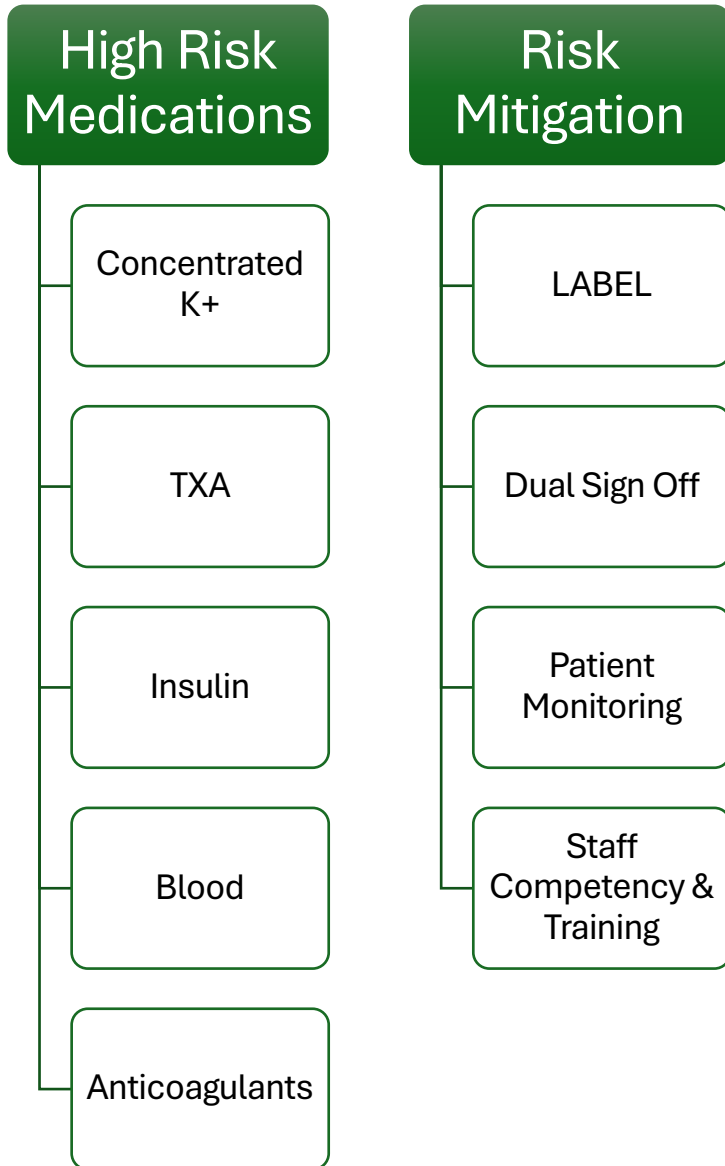 High Risk
Medications
Concentrated
K+
TXA
Insulin
Blood
Anticoagulants
Risk
Mitigation
LABEL
Dual Sign Off
Patient
Monitoring
Staff
Competency &
Training